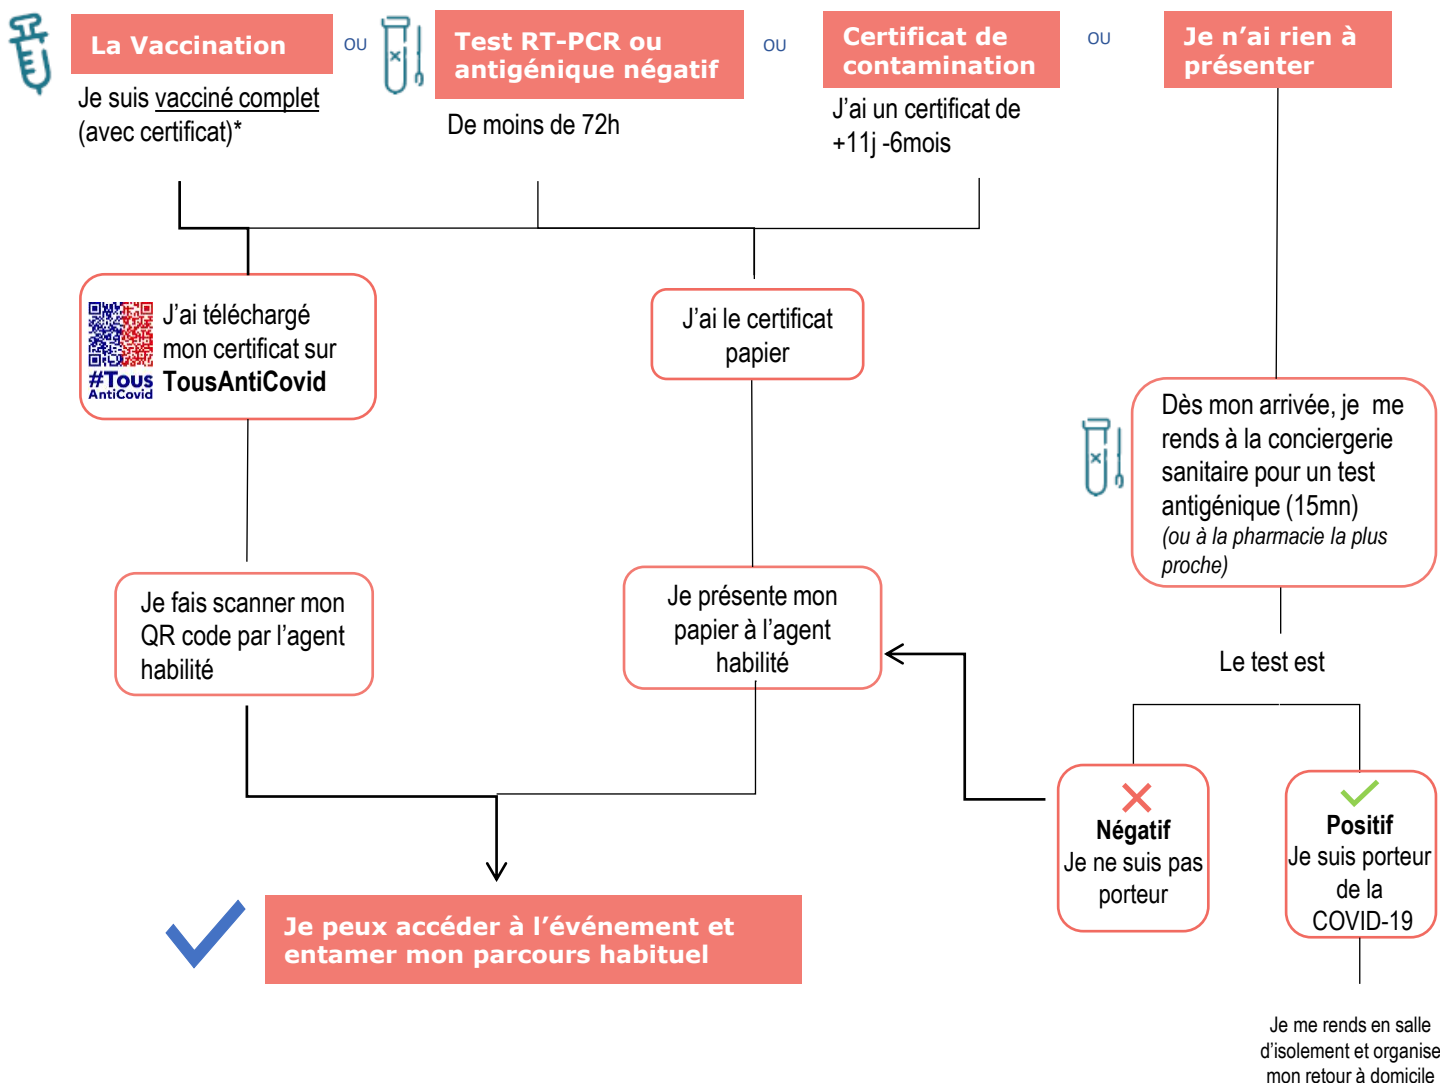 La Vaccination
OU
Test RT-PCR ou
antigénique négatif
OU
Certificat de
contamination
OU
Je n’ai rien à
présenter
Je suis vacciné complet
(avec certificat)*
De moins de 72h
J’ai un certificat de
+11j -6mois
J’ai téléchargé
mon certificat sur
TousAntiCovid
#Tous
AntiCovid
J’ai le certificat
papier
Dès mon arrivée, je me
rends à la conciergerie
sanitaire pour un test
antigénique (15mn)
(ou à la pharmacie la plus
proche)
Je fais scanner mon
QR code par l’agent
habilité
Je présente mon
papier à l’agent
habilité
Le test est
Négatif
Je ne suis pas
porteur
Positif
Je suis porteur
de la
COVID-19
Je peux accéder à l’événement et
entamer mon parcours habituel
Je me rends en salle
d’isolement et organise
mon retour à domicile